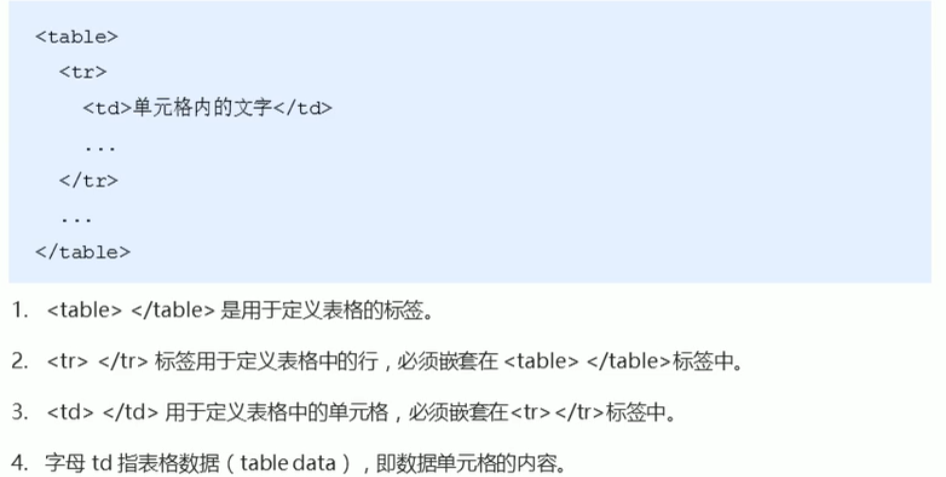 <table>
<tr>
<td>单元格内的文字</td>
...
</tr>
...
</table>
1. <table> </table> 是用于定义表格的标签。
2. <tr> </tr> 标签用于定义表格中的行，必须嵌套在 <table> </table>标签中。
3. <td> </td> 用于定义表格中的单元格，必须嵌套在<tr></tr>标签中。
4. 字母 td 指表格数据（table data），即数据单元格的内容。